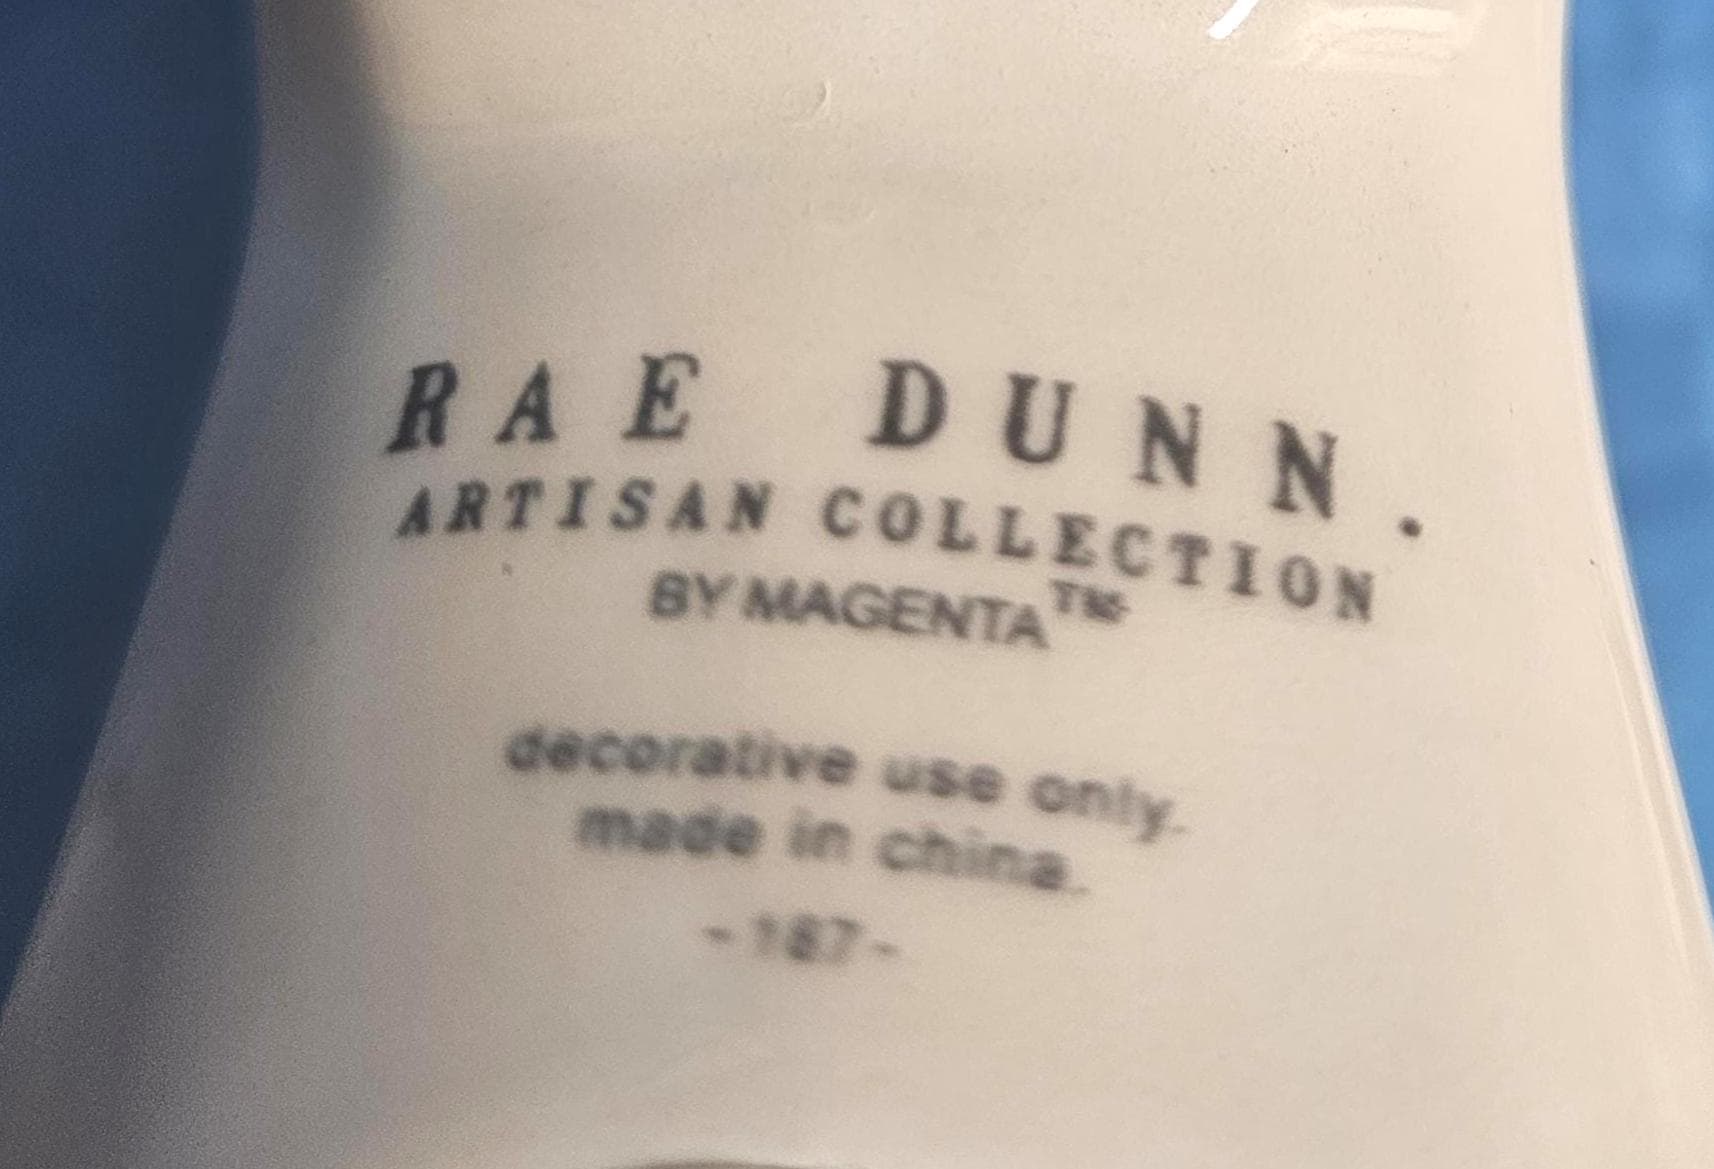 RAE DUNN.
ARTISAN COLLECTION
BY MAGENTA™
decorative use only.
made in china.
-187-